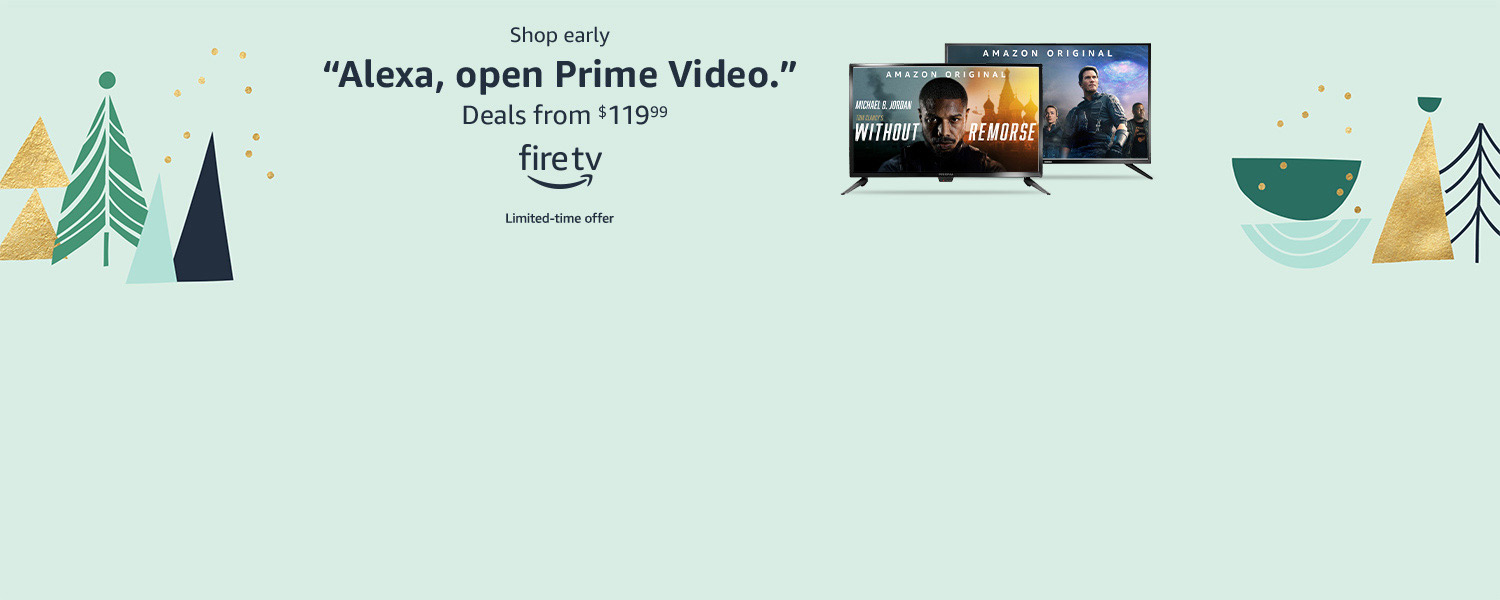 Shop early
“Alexa, open Prime Video.”
Deals from $119.99
fire tv
Limited-time offer
AMAZON ORIGINAL
AMAZON ORIGINAL
MICHAEL B. JORDAN
TOM CLANCY'S
WITHOUT REMORSE